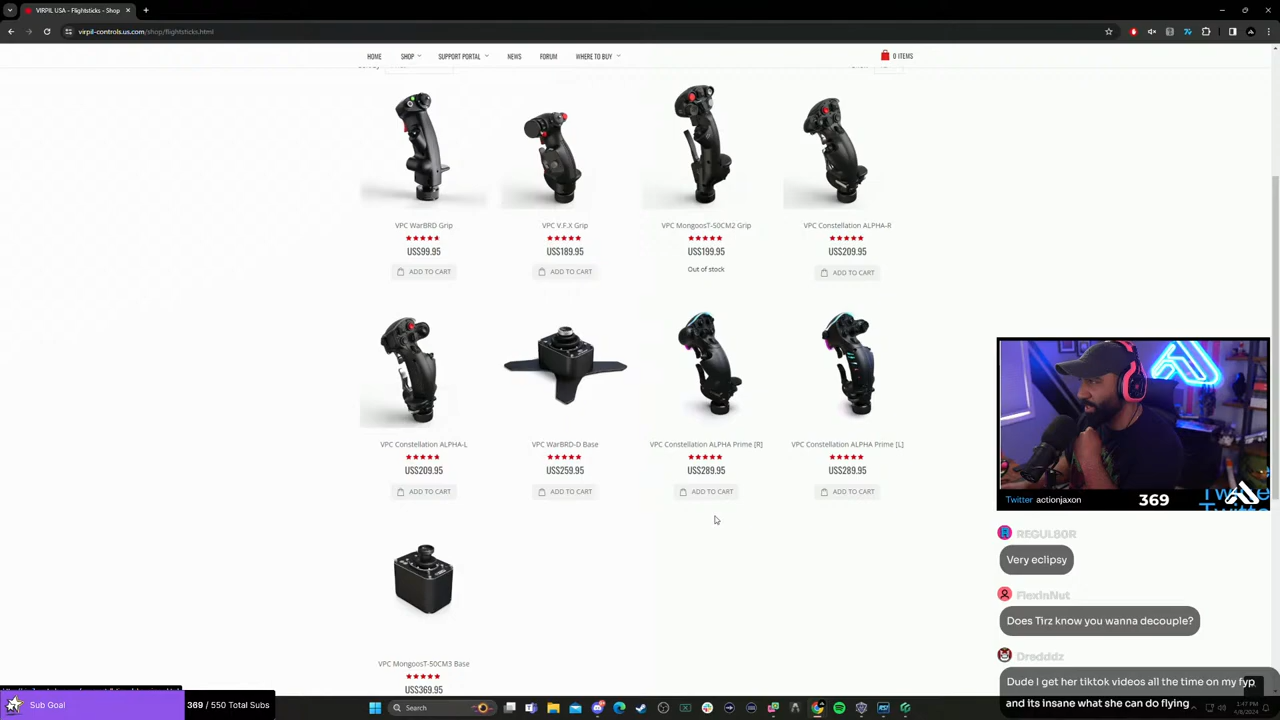 VIRPIL USA - Flightsticks - Shop
virpil-controls.us.com/shop/flightsticks.html
HOME SHOP SUPPORT PORTAL NEWS FORUM WHERE TO BUY 0 ITEMS
VPC WarBRD Grip
US$99.95
ADD TO CART
VPC V.F.X Grip
US$189.95
ADD TO CART
VPC MongoosT-50CM2 Grip
US$199.95
Out of stock
VPC Constellation ALPHA-R
US$209.95
ADD TO CART
VPC Constellation ALPHA-L
US$209.95
ADD TO CART
VPC WarBRD-D Base
US$259.95
ADD TO CART
VPC Constellation ALPHA Prime [R]
US$289.95
ADD TO CART
VPC Constellation ALPHA Prime [L]
US$289.95
ADD TO CART
VPC MongoosT-50CM3 Base
US$369.95
Twitter actionjaxon 369
REGUL80R
Very eclipsy
FlexinNut
Does Tirz know you wanna decouple?
Dredddz
Dude I get her tiktok videos all the time on my fyp
and its insane what she can do flying
Sub Goal 369 / 550 Total Subs
Search
1:47 PM
4/8/2024